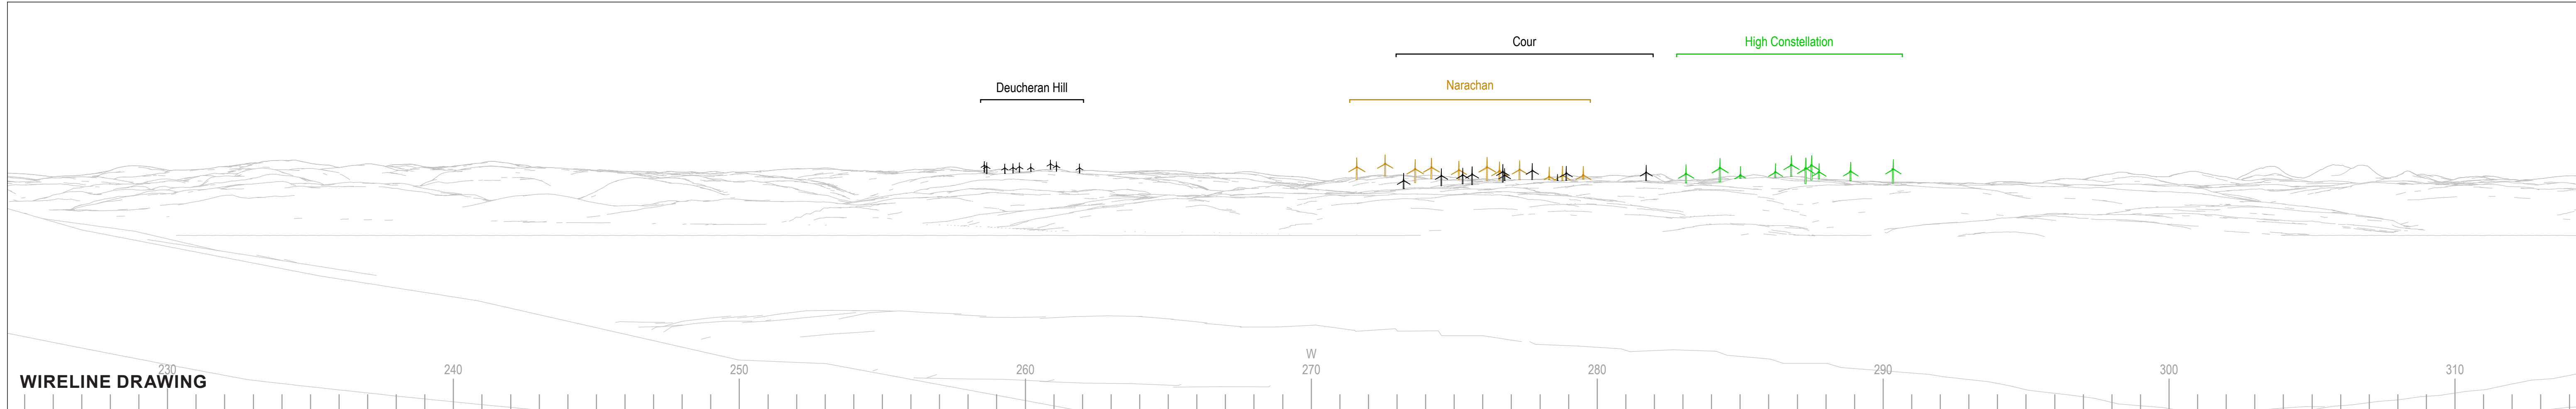 Cour
High Constellation
Deucheran Hill
Narachan
W
230
240
250
260
270
280
290
300
310
WIRELINE DRAWING